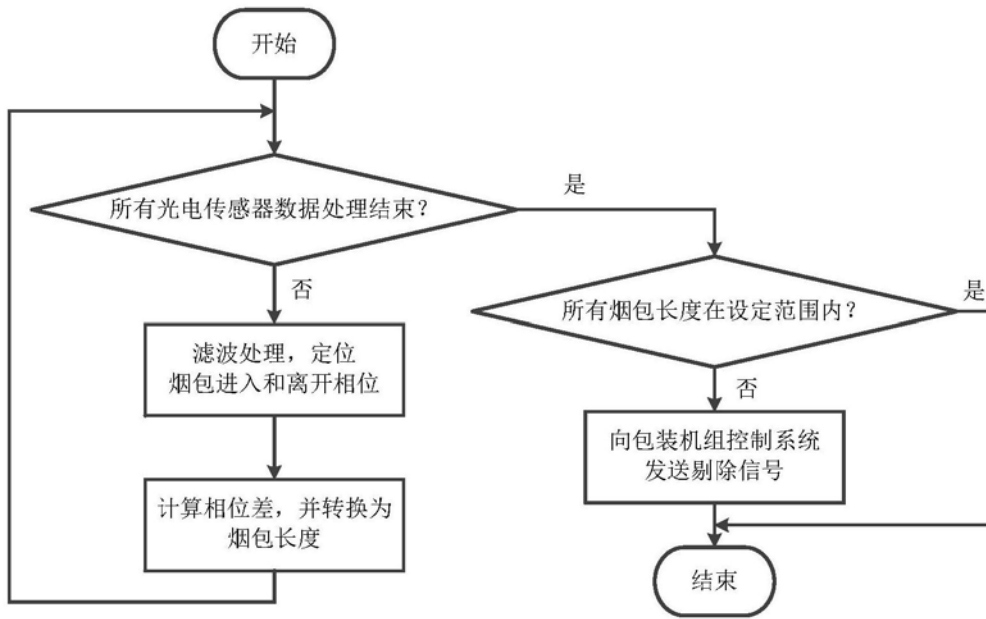 开始
所有光电传感器数据处理结束?
是
否
滤波处理，定位
烟包进入和离开相位
计算相位差，并转换为
烟包长度
所有烟包长度在设定范围内?
是
否
向包装机组控制系统
发送剔除信号
结束